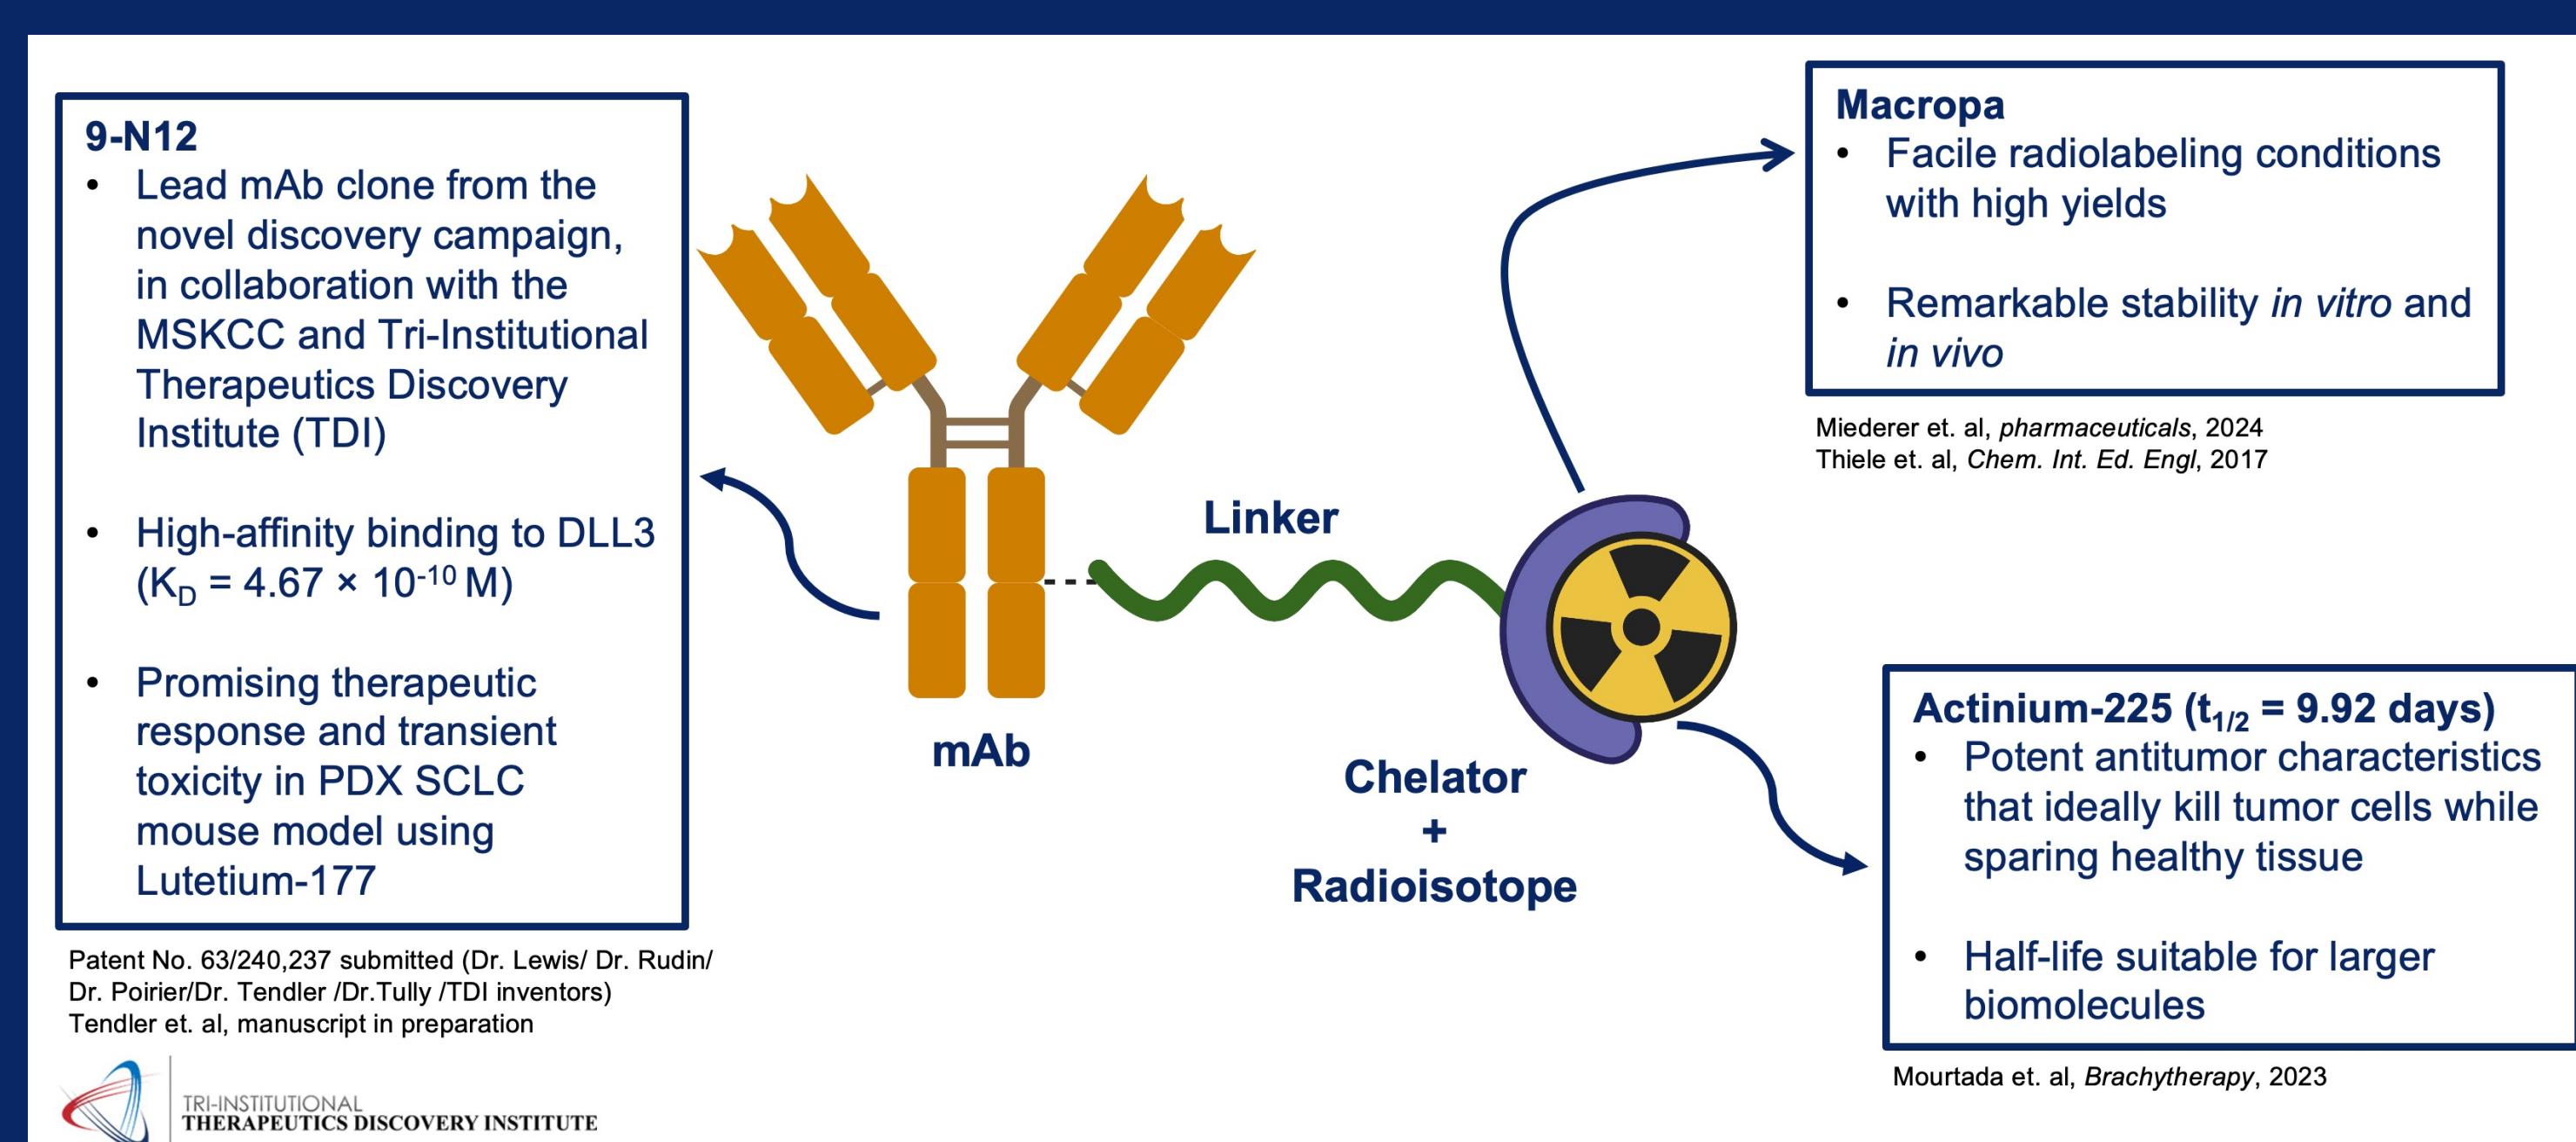 9-N12
• Lead mAb clone from the
novel discovery campaign,
in collaboration with the
MSKCC and Tri-Institutional
Therapeutics Discovery
Institute (TDI)
• High-affinity binding to DLL3
(K_D = 4.67 × 10⁻¹⁰ M)
• Promising therapeutic
response and transient
toxicity in PDX SCLC
mouse model using
Lutetium-177
Patent No. 63/240,237 submitted (Dr. Lewis/ Dr. Rudin/
Dr. Poirier/Dr. Tendler /Dr.Tully /TDI inventors)
Tendler et. al, manuscript in preparation
TRI-INSTITUTIONAL
THERAPEUTICS DISCOVERY INSTITUTE
mAb
Linker
Chelator
+
Radioisotope
Macropa
• Facile radiolabeling conditions
with high yields
• Remarkable stability in vitro and
in vivo
Miederer et. al, pharmaceuticals, 2024
Thiele et. al, Chem. Int. Ed. Engl, 2017
Actinium-225 (t₁/₂ = 9.92 days)
• Potent antitumor characteristics
that ideally kill tumor cells while
sparing healthy tissue
• Half-life suitable for larger
biomolecules
Mourtada et. al, Brachytherapy, 2023